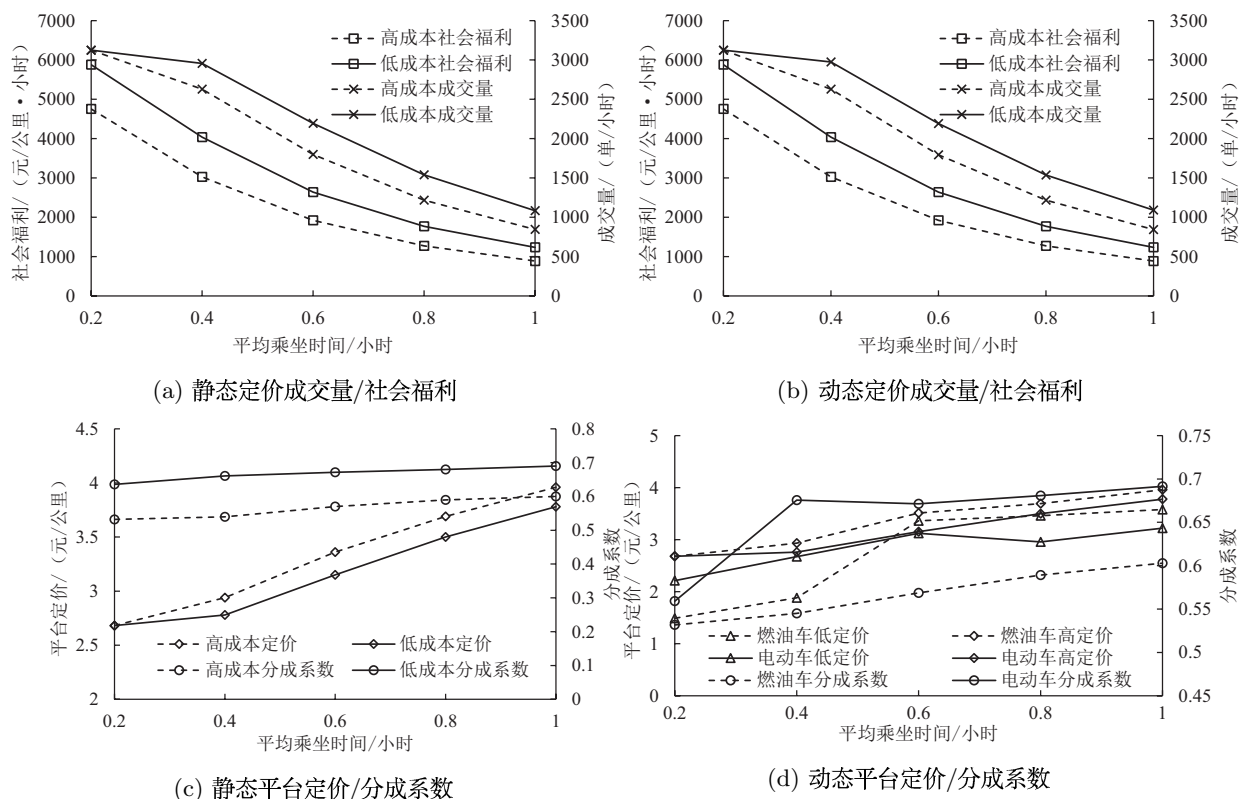 7000
6000
5000
4000
3000
2000
1000
0
社会福利/（元/公里•小时）
3500
3000
2500
2000
1500
1000
500
0
成交量/（单/小时）
高成本社会福利
低成本社会福利
高成本成交量
低成本成交量
0.2 0.4 0.6 0.8 1
平均乘坐时间/小时
(a) 静态定价成交量/社会福利
7000
6000
5000
4000
3000
2000
1000
0
社会福利/（元/公里•小时）
3500
3000
2500
2000
1500
1000
500
0
成交量/（单/小时）
高成本社会福利
低成本社会福利
高成本成交量
低成本成交量
0.2 0.4 0.6 0.8 1
平均乘坐时间/小时
(b) 动态定价成交量/社会福利
4.5
4
3.5
3
2.5
2
平台定价/（元/公里）
0.8
0.7
0.6
0.5
0.4
0.3
0.2
0.1
0
分成系数
高成本定价 低成本定价
高成本分成系数 低成本分成系数
0.2 0.4 0.6 0.8 1
平均乘坐时间/小时
(c) 静态平台定价/分成系数
5
4
3
2
1
0
平台定价/（元/公里）
0.75
0.7
0.65
0.6
0.55
0.5
0.45
分成系数
燃油车低定价 燃油车高定价
电动车低定价 电动车高定价
燃油车分成系数 电动车分成系数
0.2 0.4 0.6 0.8 1
平均乘坐时间/小时
(d) 动态平台定价/分成系数